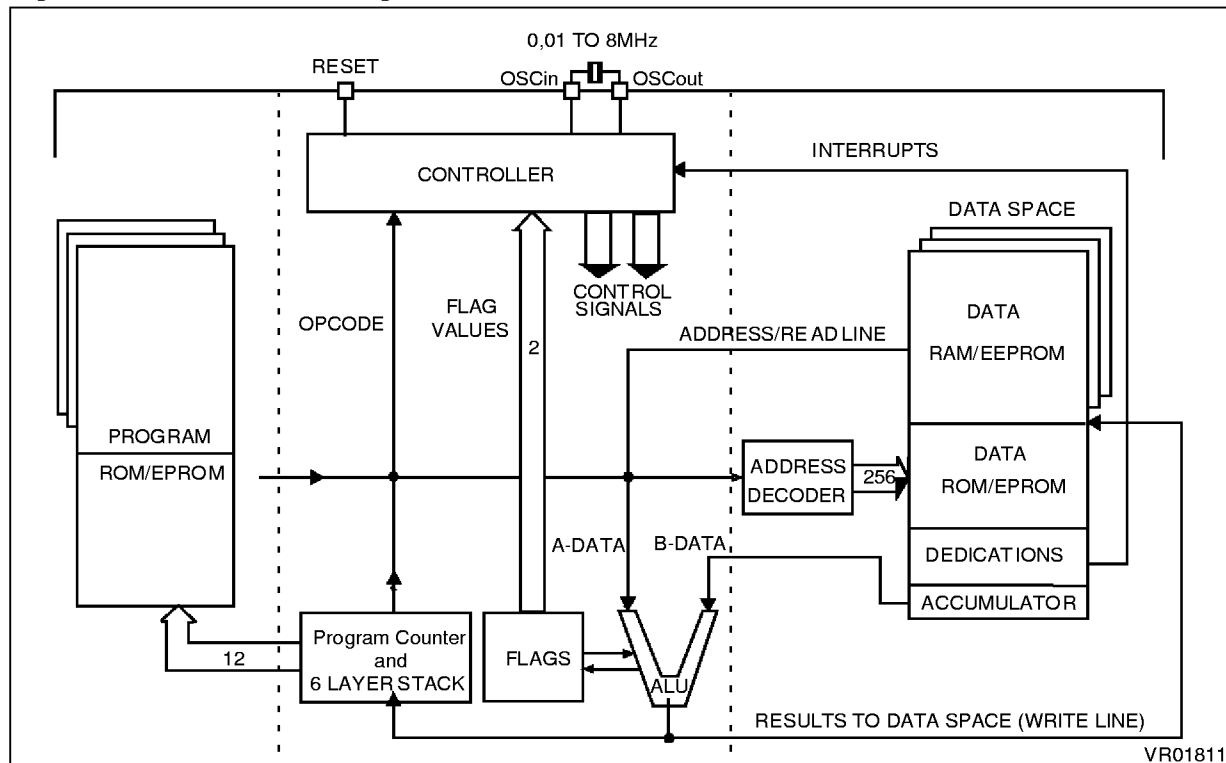 0,01 TO 8MHz
RESET
OSCin
OSCout
INTERRUPTS
CONTROLLER
DATA SPACE
OPCODE
FLAG
VALUES
2
CONTROL
SIGNALS
DATA
RAM/EEPROM
ADDRESS/READ LINE
PROGRAM
ROM/EPROM
ADDRESS
DECODER
256
DATA
ROM/EPROM
A-DATA
B-DATA
DEDICATIONS
ACCUMULATOR
12
Program Counter
and
6 LAYER STACK
FLAGS
ALU
RESULTS TO DATA SPACE (WRITE LINE)
VR01811